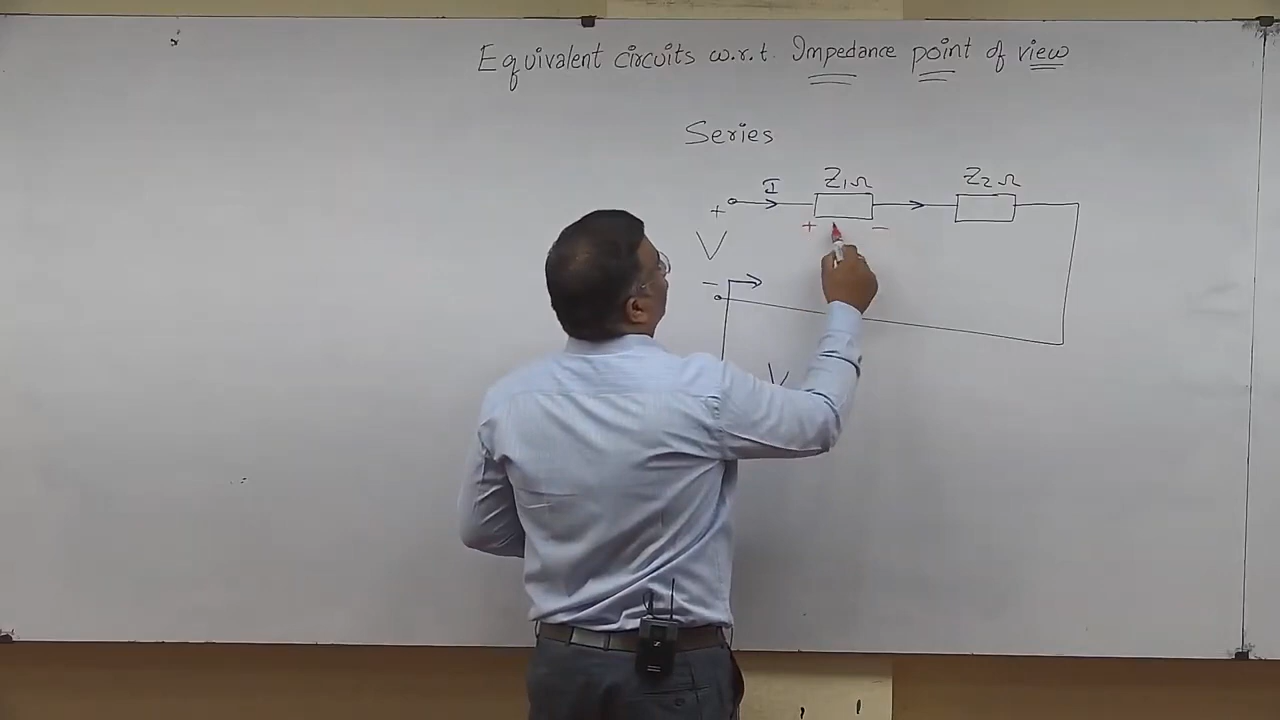 Equivalent circuits w.r.t. Impedance point of view
Series
I Z₁Ω Z₂Ω
+
+ −
V
−